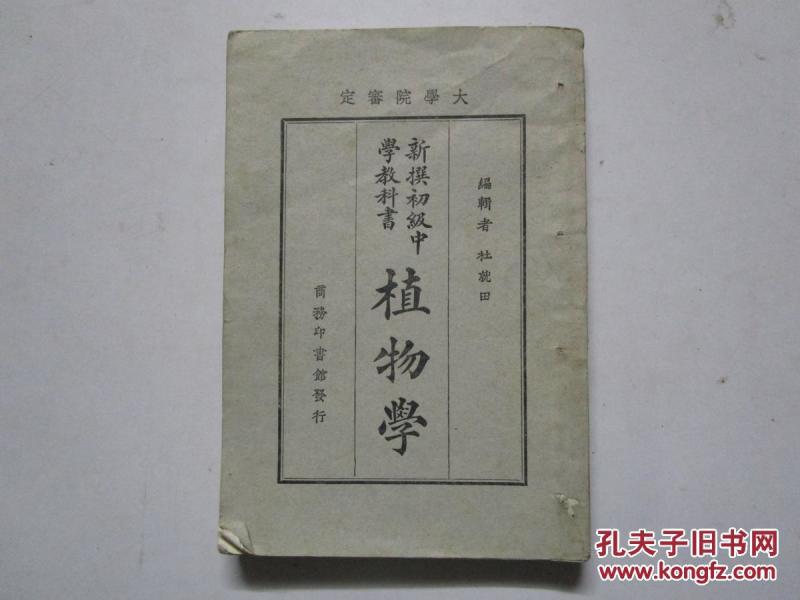 大學院審定
編輯者 杜就田
新撰初級中
學教科書
植物學
商務印書館發行
孔夫子旧书网
www.kongfz.com